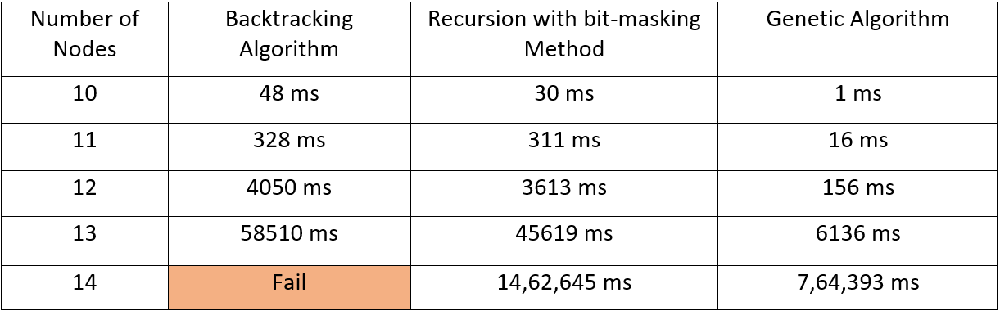 Number of Nodes Backtracking Algorithm Recursion with bit-masking Method Genetic Algorithm
10 48 ms 30 ms 1 ms
11 328 ms 311 ms 16 ms
12 4050 ms 3613 ms 156 ms
13 58510 ms 45619 ms 6136 ms
14 Fail 14,62,645 ms 7,64,393 ms